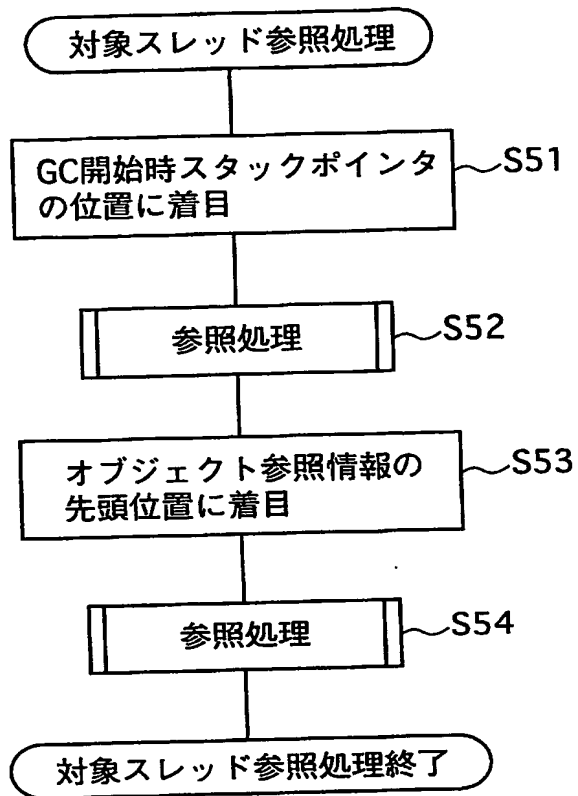 対象スレッド参照処理
GC開始時スタックポインタ
の位置に着目
S51
参照処理
S52
オブジェクト参照情報の
先頭位置に着目
S53
参照処理
S54
対象スレッド参照処理終了